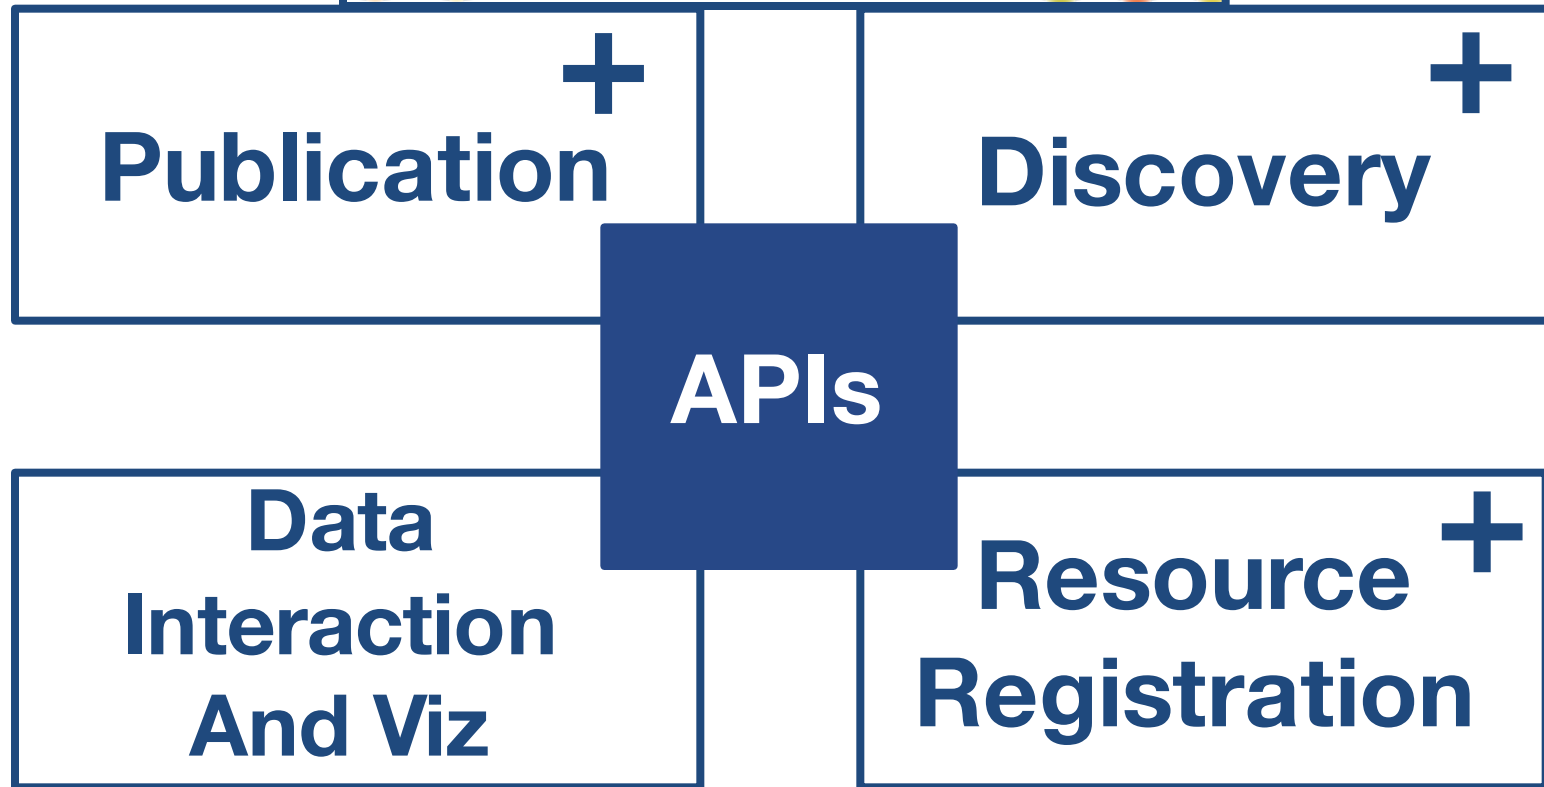 +
Publication
+
Discovery
APIs
Data
Interaction
And Viz
+
Resource
Registration